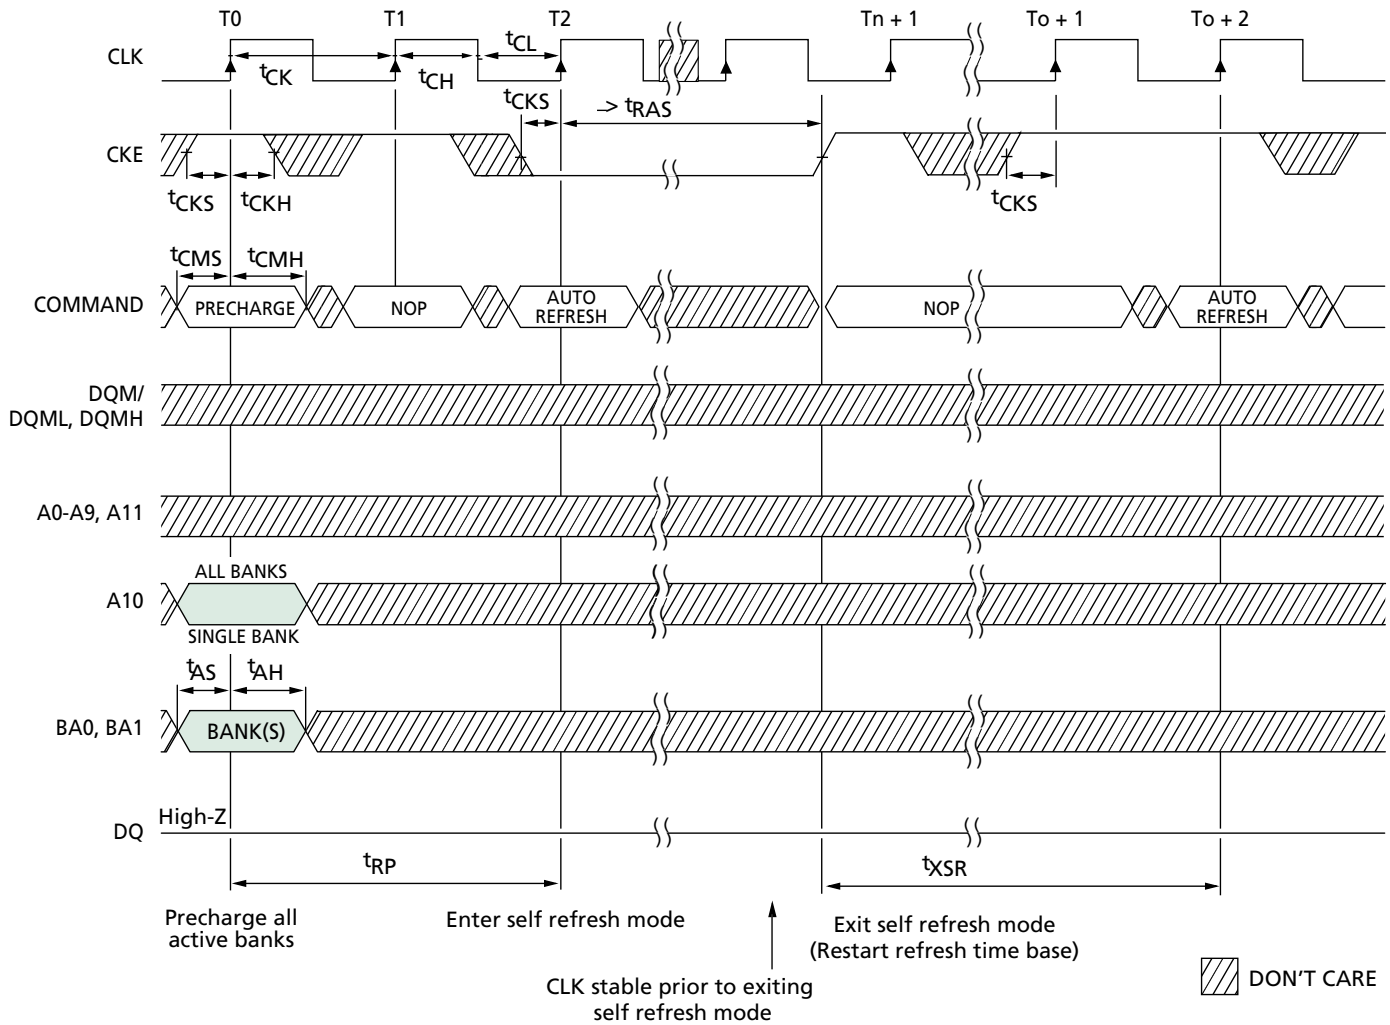 T0 T1 T2 Tn + 1 To + 1 To + 2
CLK
tCK tCH tCL
tCKS –> tRAS
CKE
tCKS tCKH tCKS
tCMS tCMH
COMMAND PRECHARGE NOP AUTO REFRESH NOP AUTO REFRESH
DQM/
DQML, DQMH
A0-A9, A11
ALL BANKS
A10
SINGLE BANK
tAS tAH
BA0, BA1 BANK(S)
High-Z
DQ
tRP tXSR
Precharge all
active banks
Enter self refresh mode
CLK stable prior to exiting
self refresh mode
Exit self refresh mode
(Restart refresh time base)
DON'T CARE